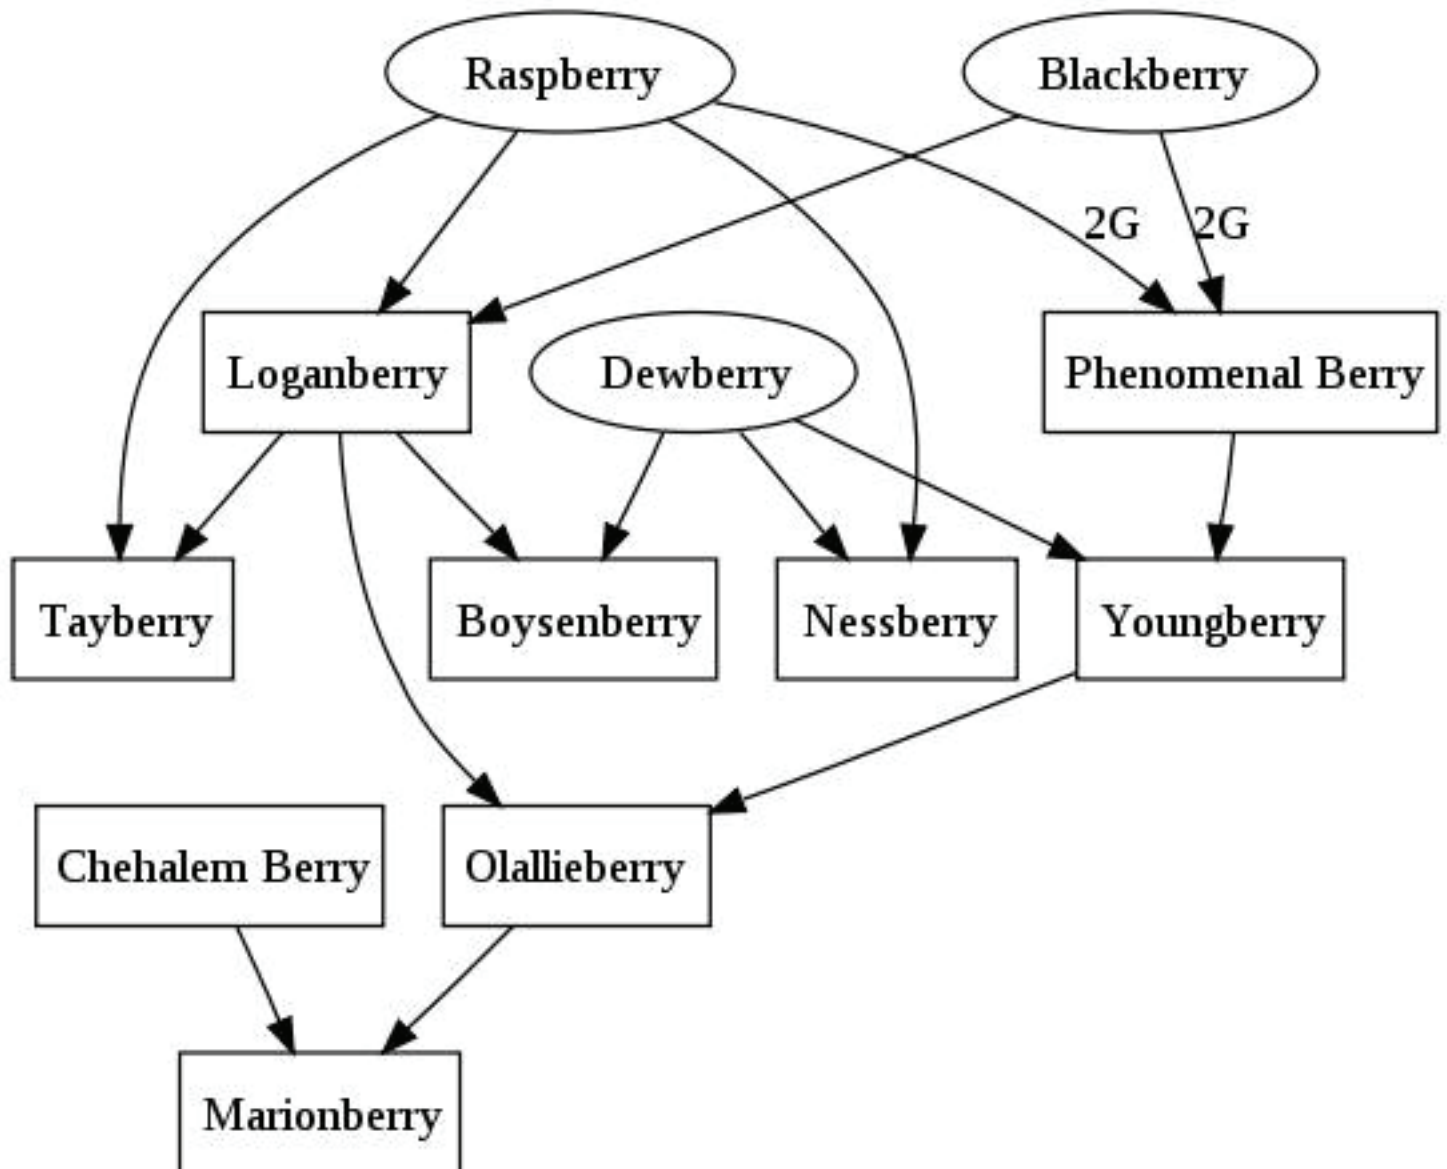 Raspberry
Blackberry
2G
2G
Loganberry
Dewberry
Phenomenal Berry
Tayberry
Boysenberry
Nessberry
Youngberry
Chehalem Berry
Olallieberry
Marionberry